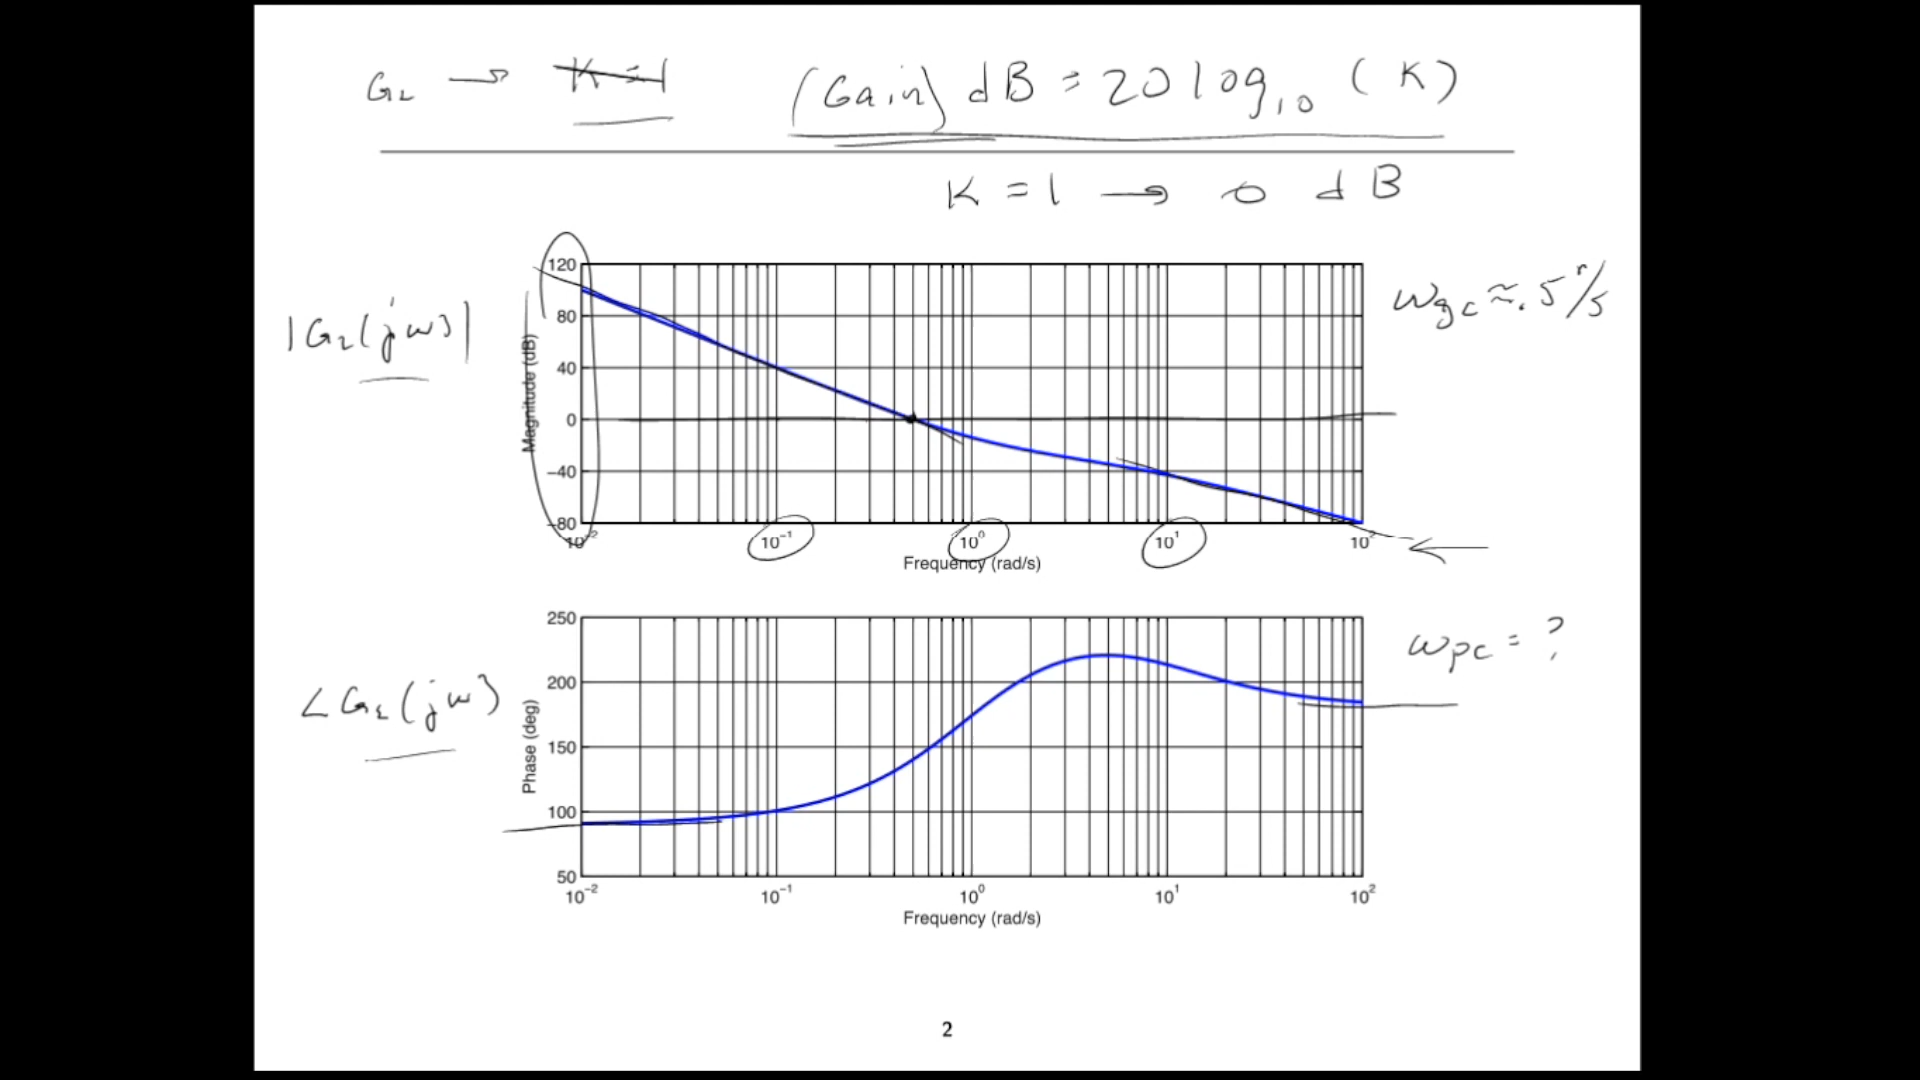 G₂ → K=1 (Gain) dB = 20 log₁₀ (K)
K = 1 → 0 dB
|G₂(jω)|
ωgc ≈ .5 r/s
Magnitude (dB)
120
80
40
0
−40
−80
10⁻² 10⁻¹ 10⁰ 10¹ 10²
Frequency (rad/s)
∠G₂(jω)
ωpc = ?
Phase (deg)
250
200
150
100
50
10⁻² 10⁻¹ 10⁰ 10¹ 10²
Frequency (rad/s)
2